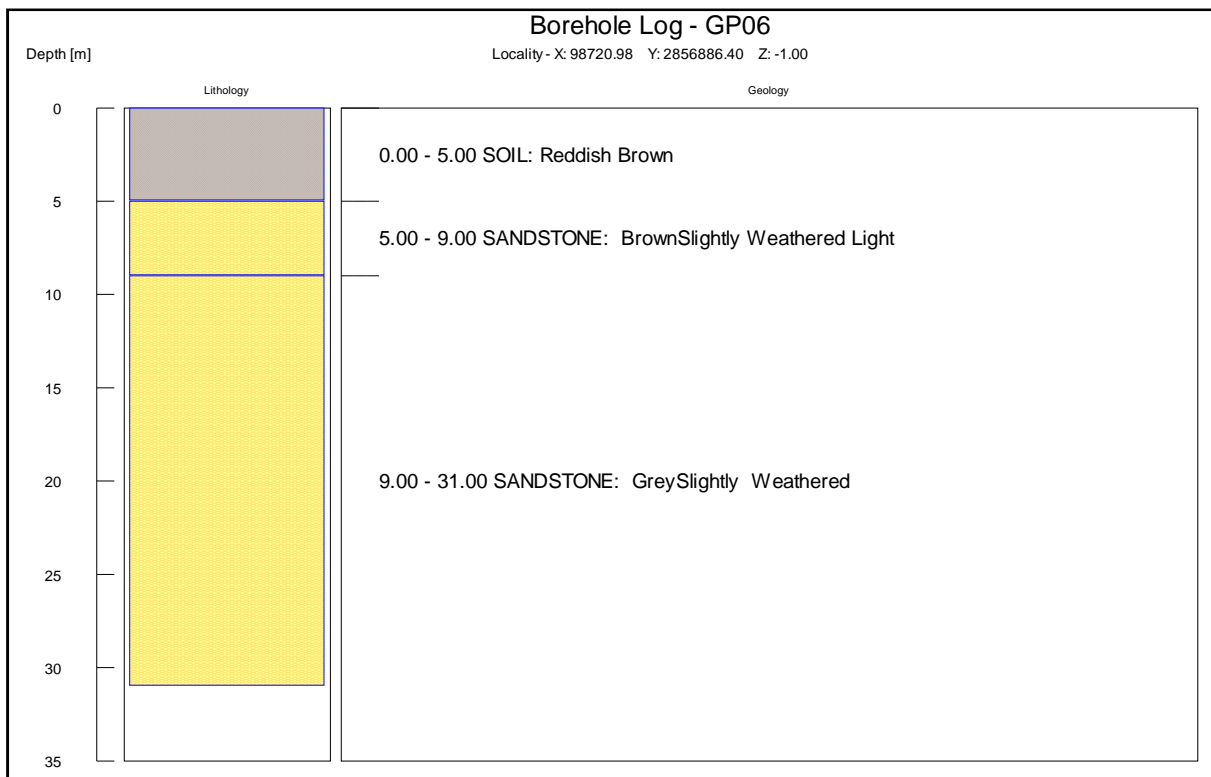 Borehole Log - GP06
Depth [m]
Locality - X: 98720.98 Y: 2856886.40 Z: -1.00
Lithology
Geology
0
0.00 - 5.00 SOIL: Reddish Brown
5
5.00 - 9.00 SANDSTONE: BrownSlightly Weathered Light
10
15
20
9.00 - 31.00 SANDSTONE: GreySlightly Weathered
25
30
35